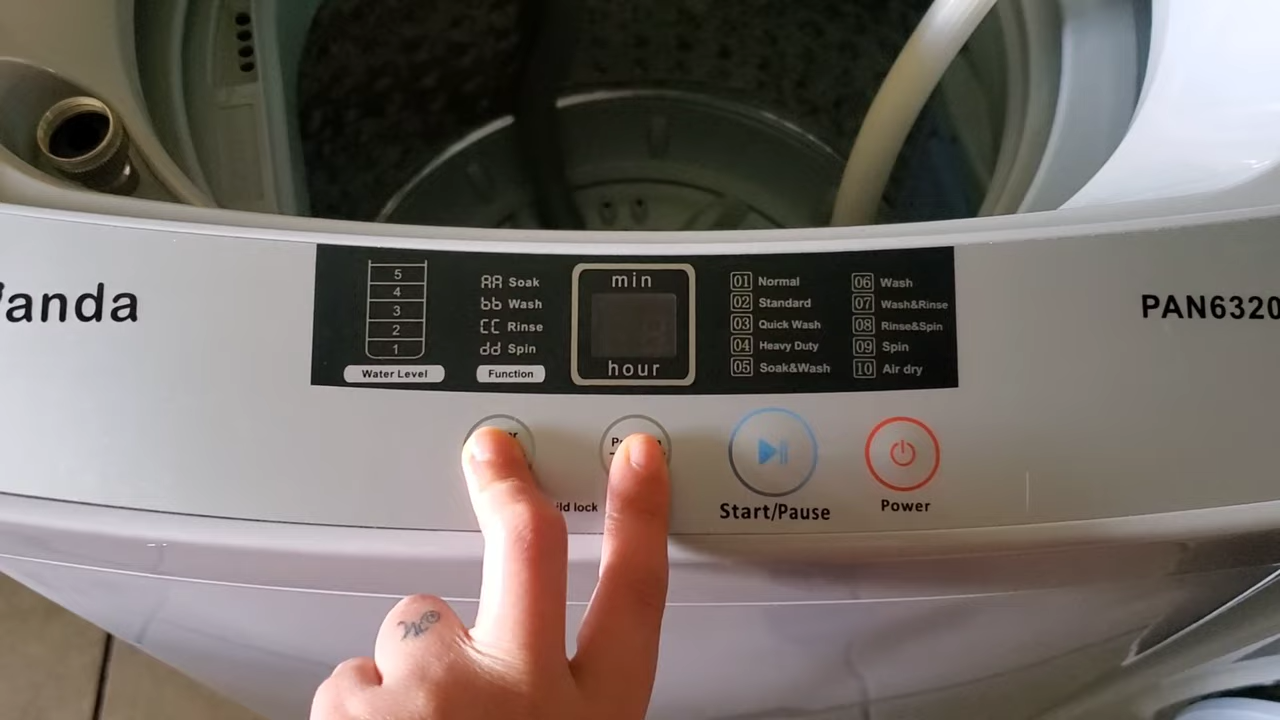 anda
5
4
3
2
1
Water Level
AA Soak
bb Wash
CC Rinse
dd Spin
Function
min
hour
01 Normal
02 Standard
03 Quick Wash
04 Heavy Duty
05 Soak&Wash
06 Wash
07 Wash&Rinse
08 Rinse&Spin
09 Spin
10 Air dry
PAN6320
ild lock
Start/Pause
Power